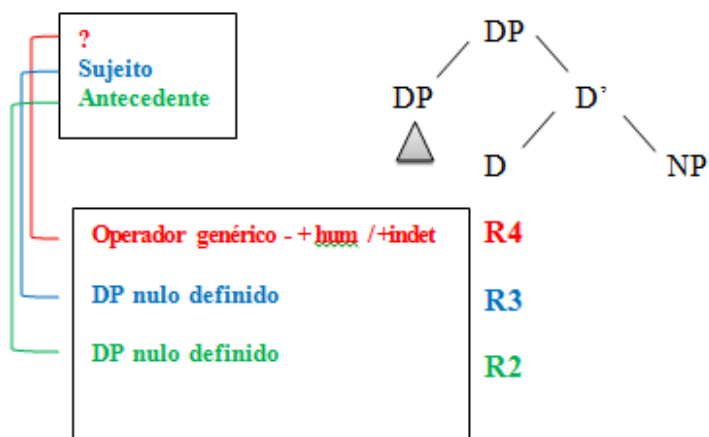 ?
Sujeito
Antecedente
DP
DP
D'
D
NP
Operador genérico - + hum / +indet
R4
DP nulo definido
R3
DP nulo definido
R2